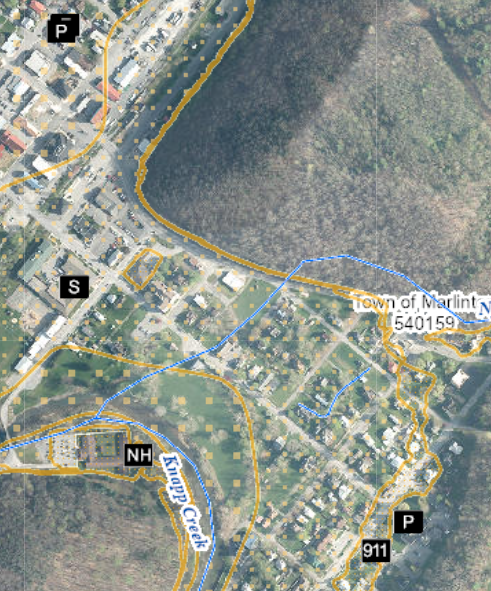 P
S
Town of Marlint
540159
N
NH
Knapp Creek
P
911